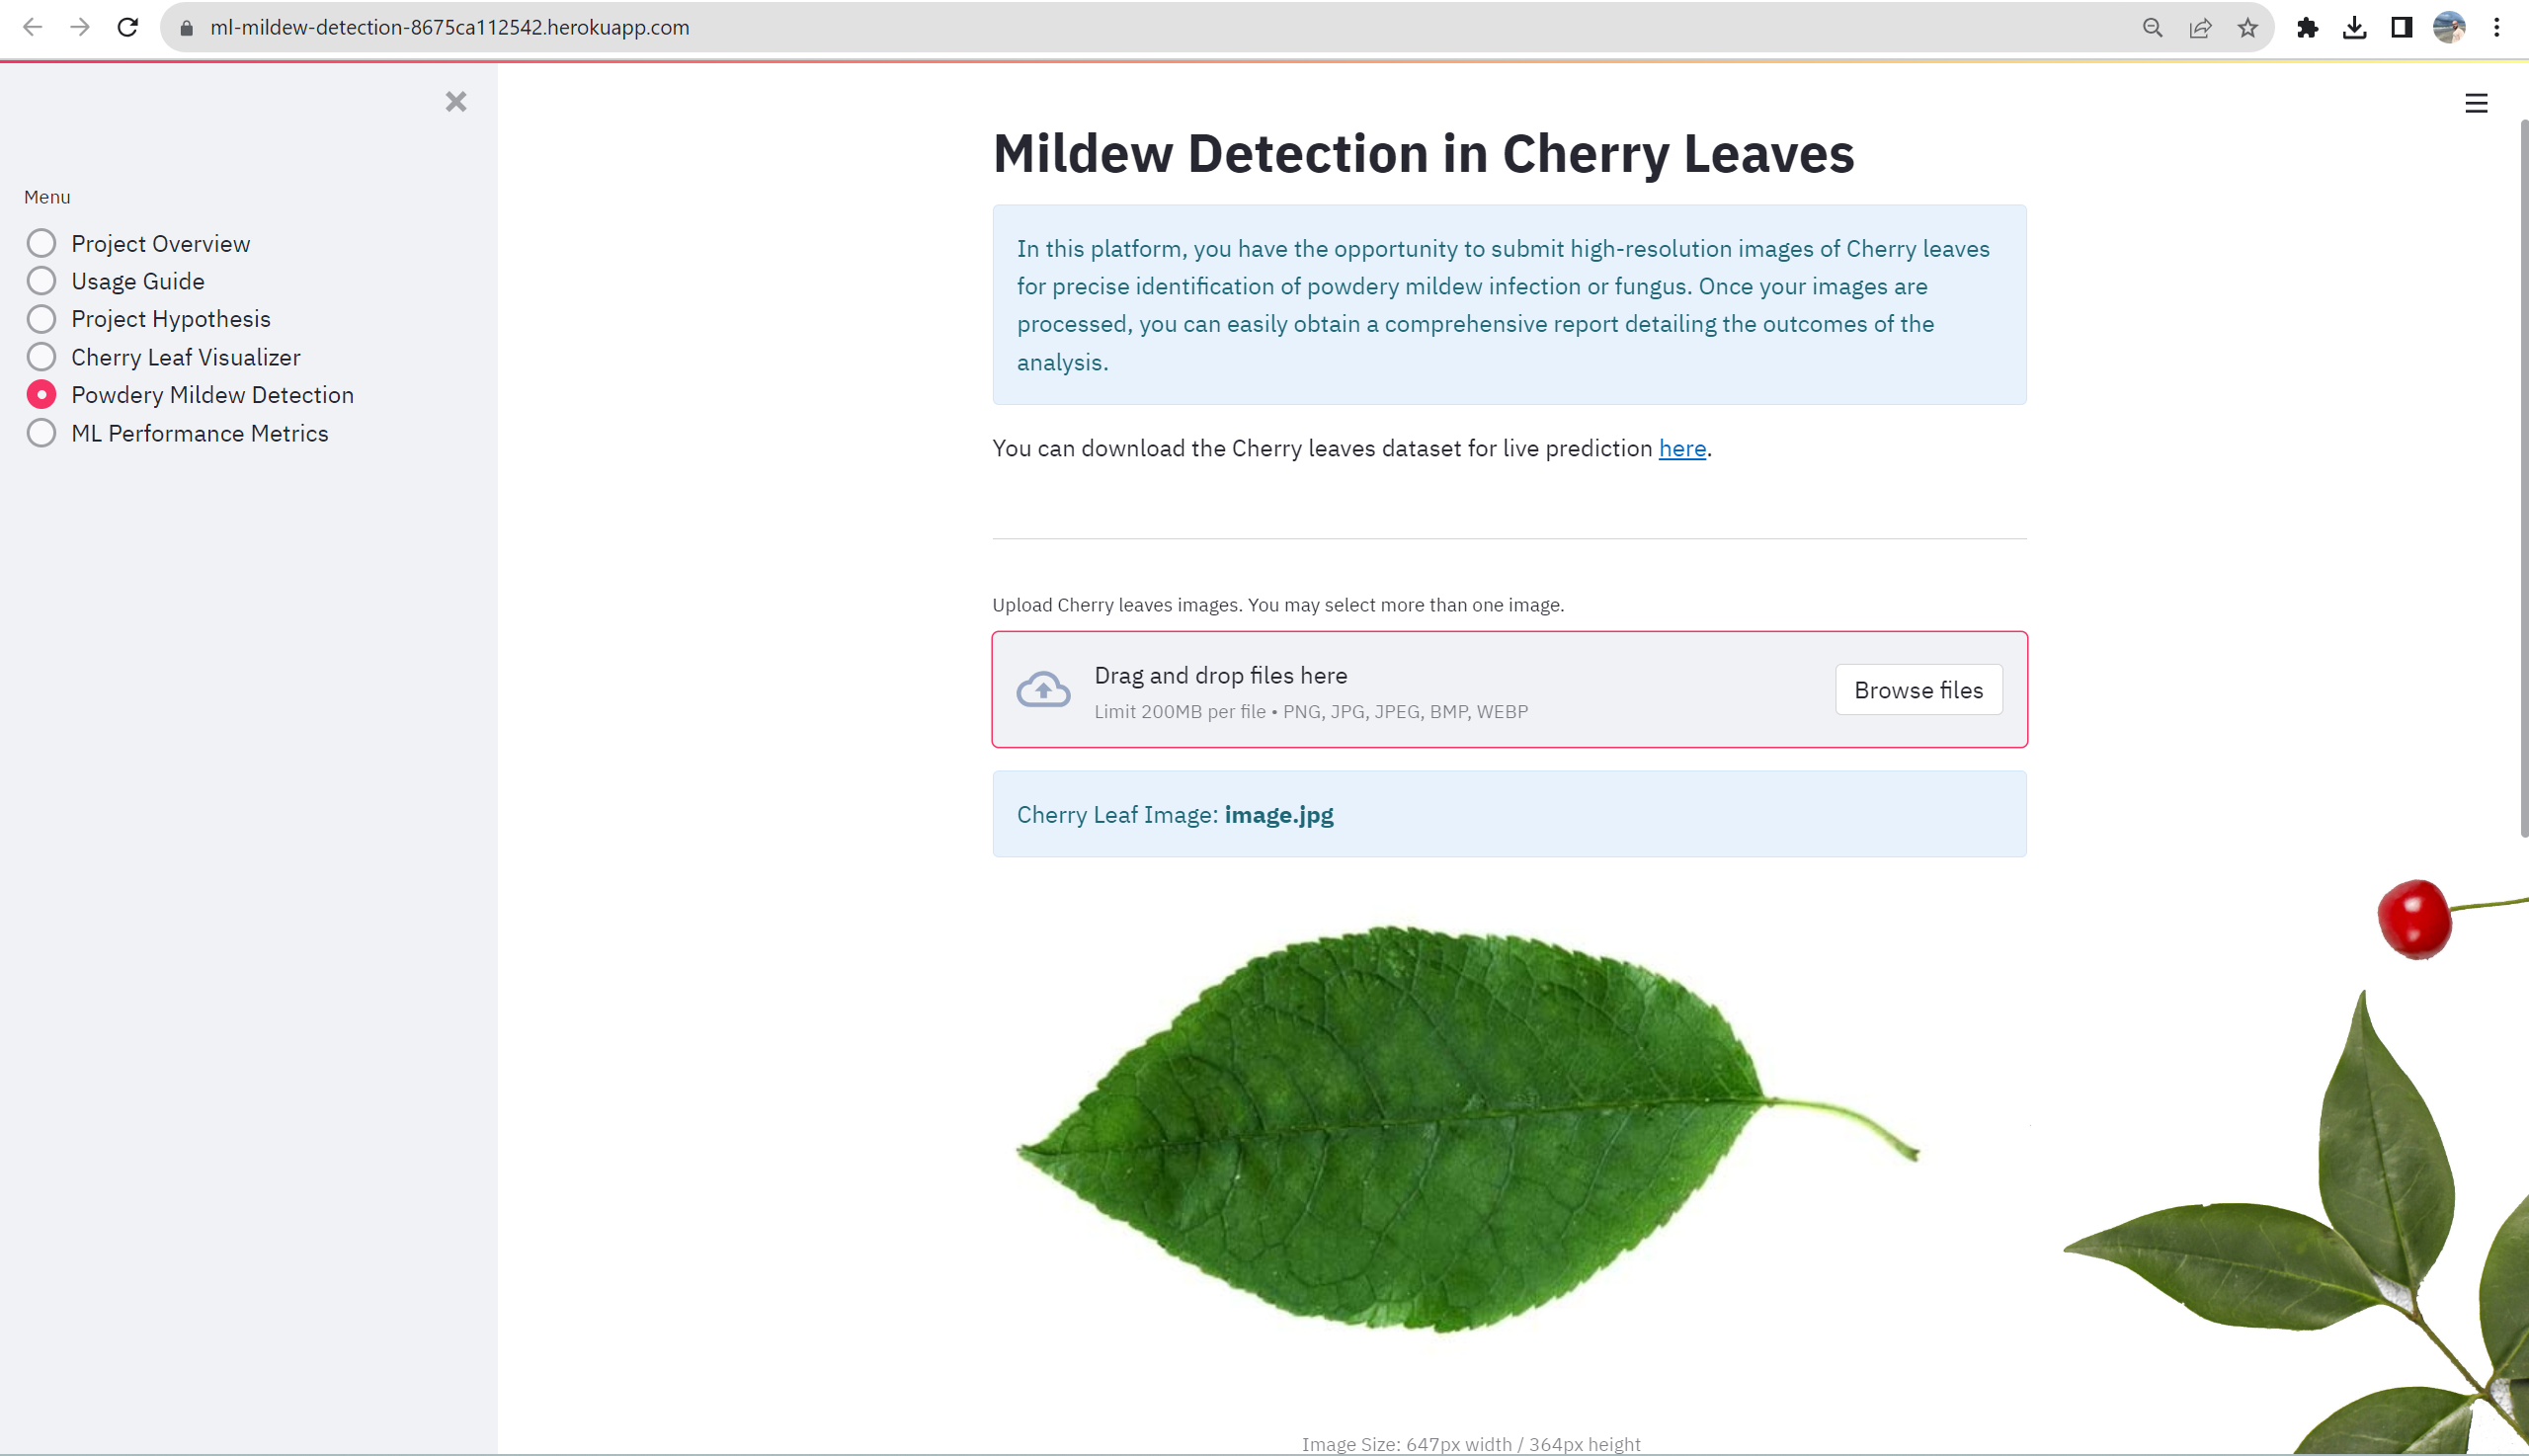 ml-mildew-detection-8675ca112542.herokuapp.com
Menu
Project Overview
Usage Guide
Project Hypothesis
Cherry Leaf Visualizer
Powdery Mildew Detection
ML Performance Metrics
Mildew Detection in Cherry Leaves
In this platform, you have the opportunity to submit high-resolution images of Cherry leaves
for precise identification of powdery mildew infection or fungus. Once your images are
processed, you can easily obtain a comprehensive report detailing the outcomes of the
analysis.
You can download the Cherry leaves dataset for live prediction here.
Upload Cherry leaves images. You may select more than one image.
Drag and drop files here
Limit 200MB per file • PNG, JPG, JPEG, BMP, WEBP
Browse files
Cherry Leaf Image: image.jpg
Image Size: 647px width / 364px height